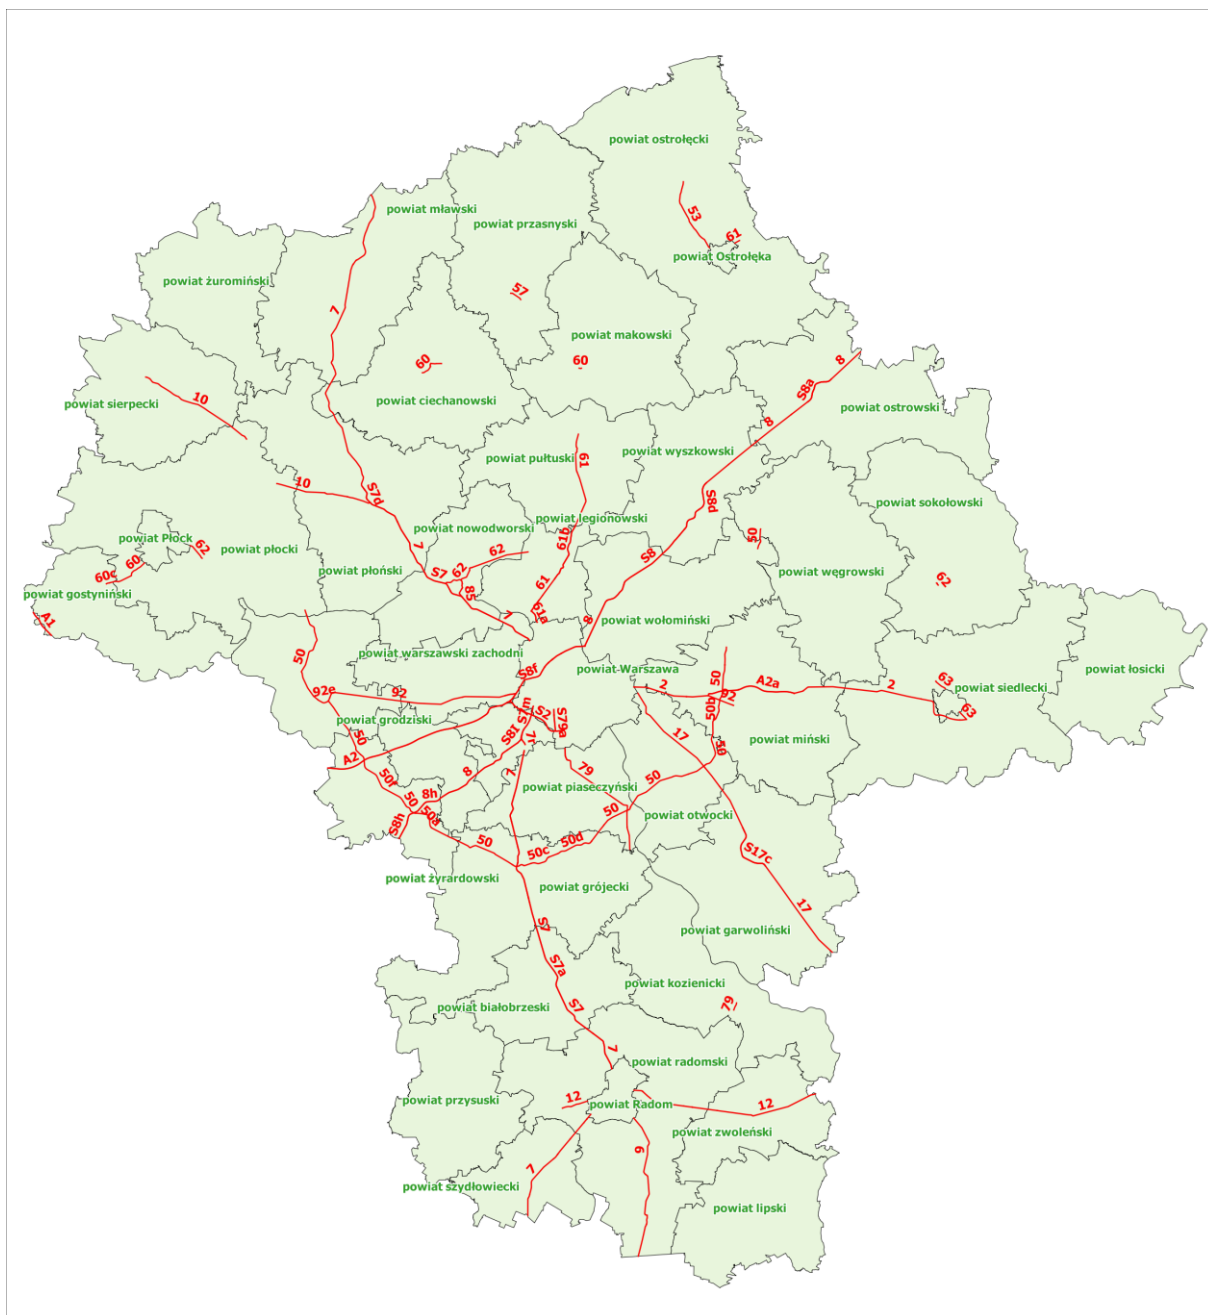 powiat ostrołęcki
powiat mławski
53
powiat przasnyski
61
powiat Ostrołęka
powiat żuromiński
57
7
powiat makowski
60
60
8
S8a
powiat ciechanowski
10
powiat sierpecki
powiat ostrowski
8
powiat pułtuski
powiat wyszkowski
61
10
S7d
S8d
powiat sokołowski
powiat legionowski
powiat nowodworski
50
powiat Płock
61b
62
7
62
powiat płocki
S8
60
60c
powiat płoński
S7
62
powiat węgrowski
62
61
powiat gostyniński
85
61a
7
A1
8
powiat wołomiński
50
powiat warszawski zachodni
S8f
powiat Warszawa
powiat łosicki
50
A2a
2
2
63
powiat siedlecki
92e
92
92
50b
63
powiat grodziski
S2
S79a
17
S8l
7r
50
50
powiat miński
A2
79
7
8
50
50f
powiat piaseczyński
8h
50
50
powiat otwocki
50g
S8h
50
50d
50c
S17c
powiat żyrardowski
powiat grójecki
17
S7
powiat garwoliński
S7a
powiat kozienicki
79
S7
powiat białobrzeski
7
powiat radomski
12
powiat przysuski
powiat Radom
12
powiat zwoleński
9
7
powiat szydłowiecki
powiat lipski